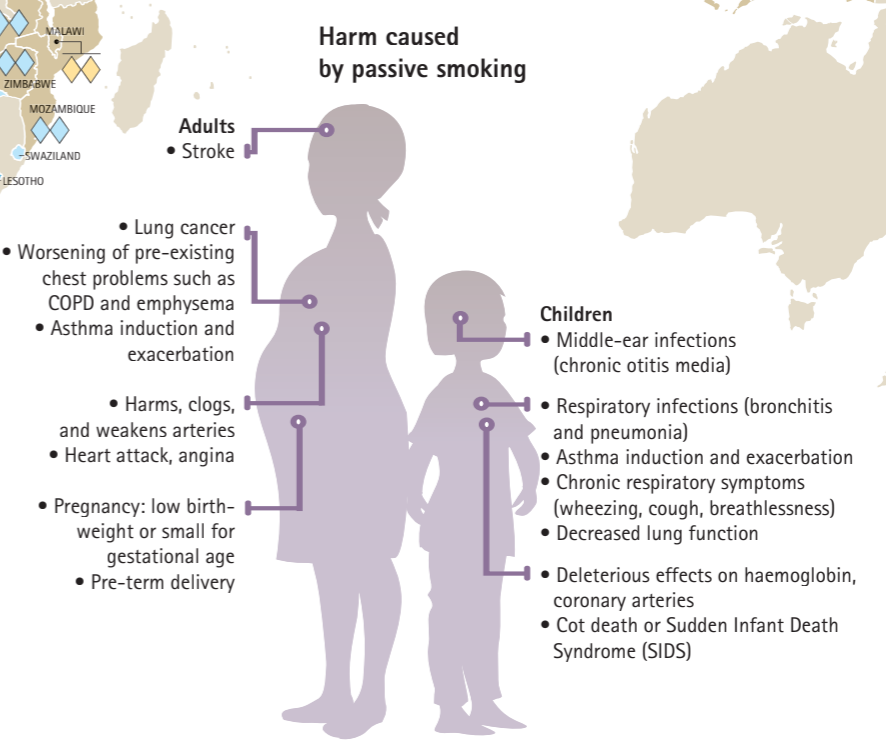 MALAWI
ZIMBABWE
MOZAMBIQUE
SWAZILAND
LESOTHO
Harm caused
by passive smoking
Adults
• Stroke
• Lung cancer
• Worsening of pre-existing
chest problems such as
COPD and emphysema
• Asthma induction and
exacerbation
• Harms, clogs,
and weakens arteries
• Heart attack, angina
• Pregnancy: low birth-
weight or small for
gestational age
• Pre-term delivery
Children
• Middle-ear infections
(chronic otitis media)
• Respiratory infections (bronchitis
and pneumonia)
• Asthma induction and exacerbation
• Chronic respiratory symptoms
(wheezing, cough, breathlessness)
• Decreased lung function
• Deleterious effects on haemoglobin,
coronary arteries
• Cot death or Sudden Infant Death
Syndrome (SIDS)